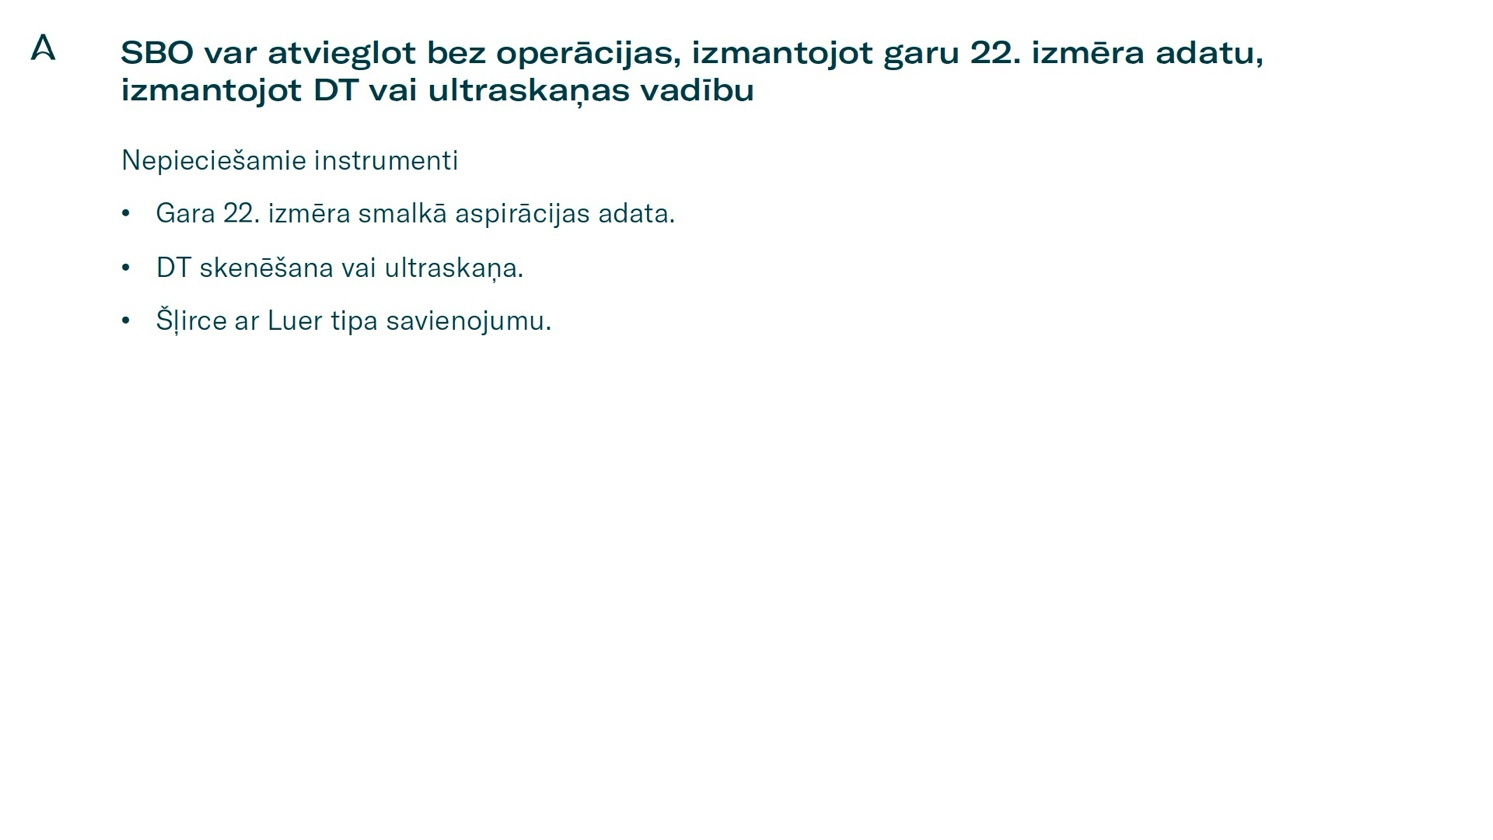 SBO var atvieglot bez operācijas, izmantojot garu 22. izmēra adatu,
izmantojot DT vai ultraskaņas vadību
Nepieciešamie instrumenti
• Gara 22. izmēra smalkā aspirācijas adata.
• DT skenēšana vai ultraskaņa.
• Šļirce ar Luer tipa savienojumu.